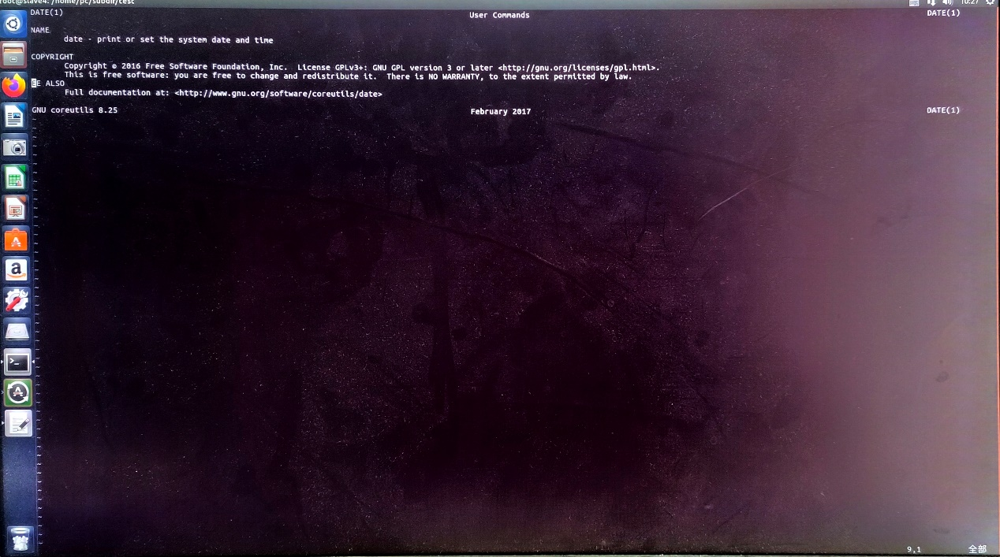 root@slave4: /home/pc/subdir/test
10:27
DATE(1) User Commands DATE(1)
NAME
date - print or set the system date and time
COPYRIGHT
Copyright © 2016 Free Software Foundation, Inc. License GPLv3+: GNU GPL version 3 or later <http://gnu.org/licenses/gpl.html>.
This is free software: you are free to change and redistribute it. There is NO WARRANTY, to the extent permitted by law.
EE ALSO
Full documentation at: <http://www.gnu.org/software/coreutils/date>
GNU coreutils 8.25 February 2017 DATE(1)
9,1 全部